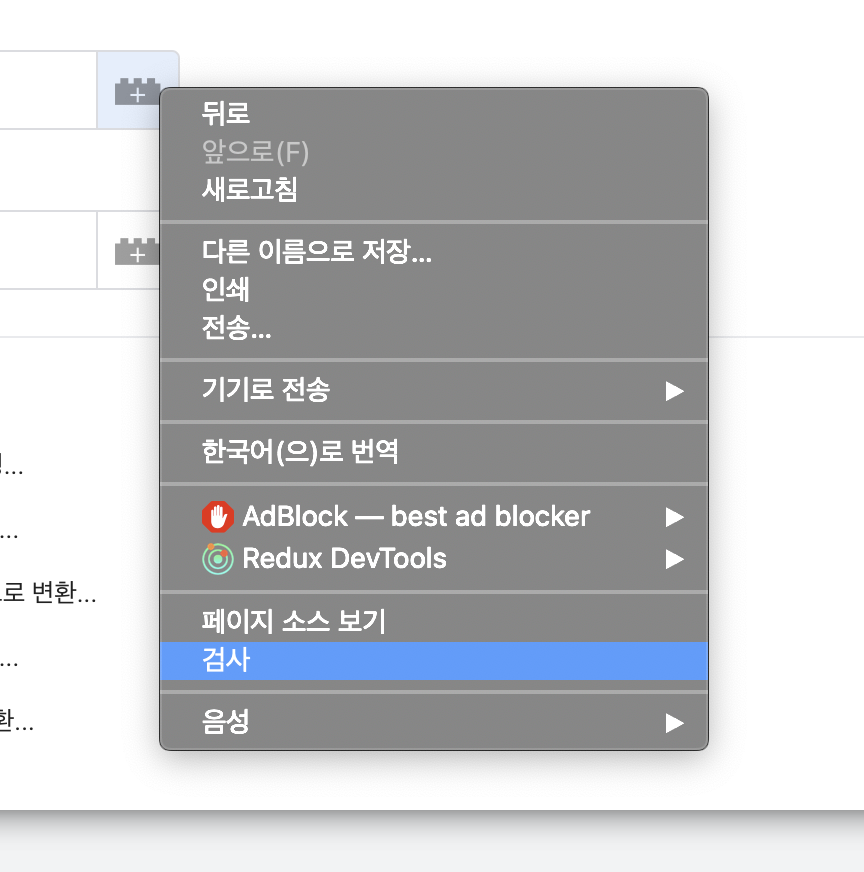 뒤로
앞으로(F)
새로고침
다른 이름으로 저장...
인쇄
전송...
기기로 전송
한국어(으)로 번역
...
AdBlock — best ad blocker
...
Redux DevTools
로 변환...
페이지 소스 보기
검사
...
음성
환...